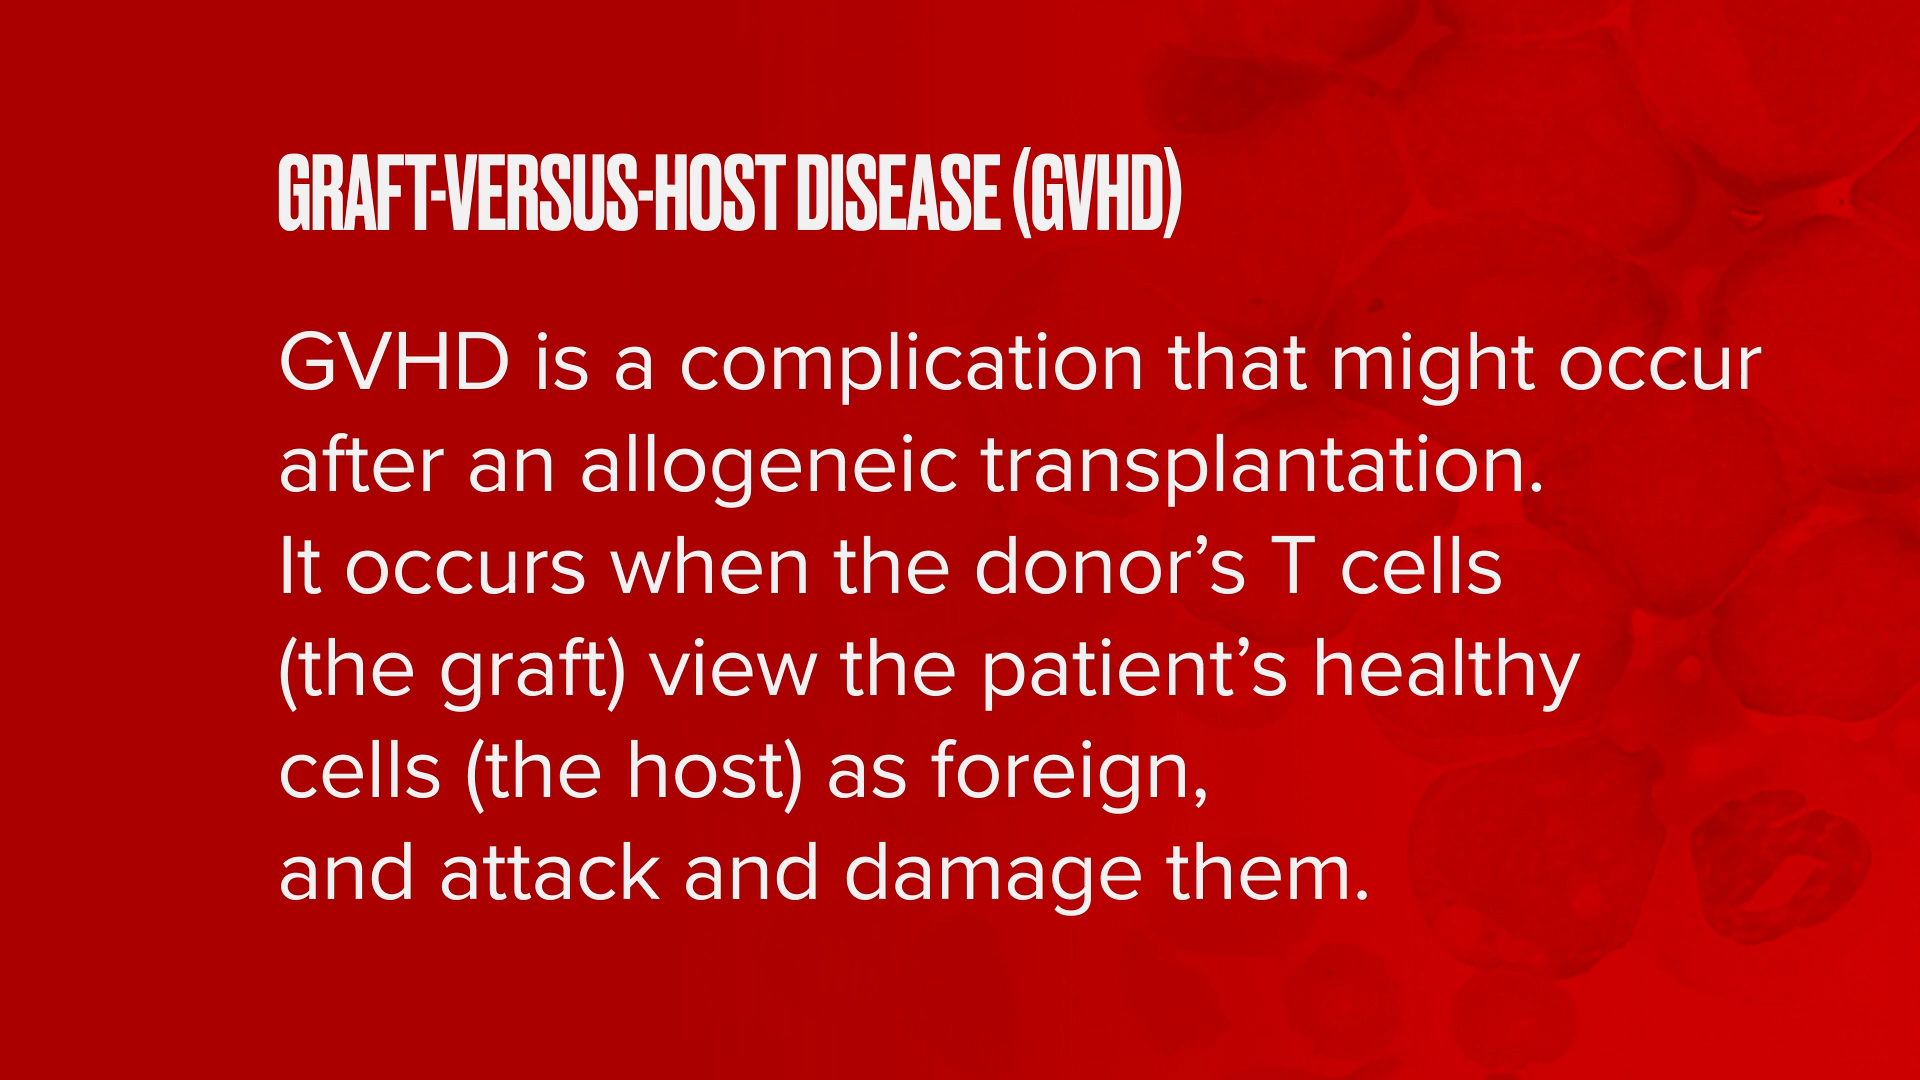 GRAFT-VERSUS-HOST DISEASE (GVHD)
GVHD is a complication that might occur
after an allogeneic transplantation.
It occurs when the donor’s T cells
(the graft) view the patient’s healthy
cells (the host) as foreign,
and attack and damage them.